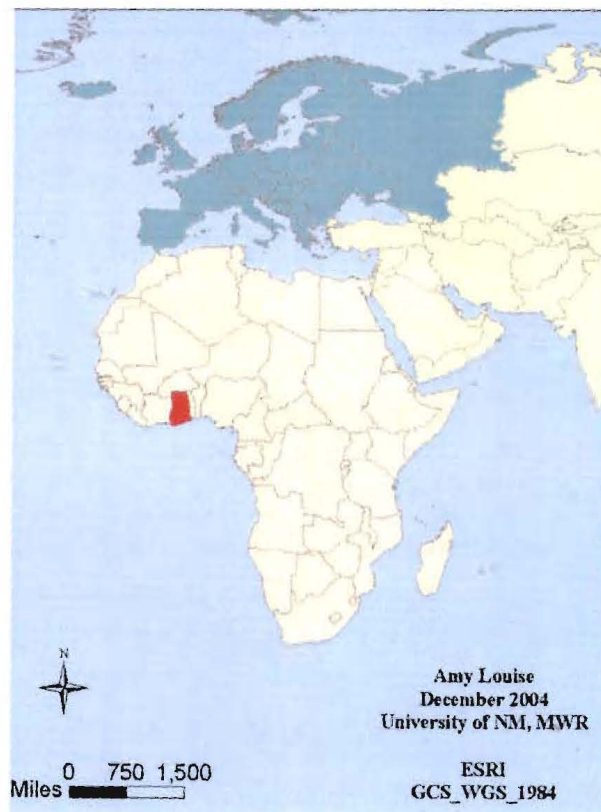 N
Amy Louise
December 2004
University of NM, MWR
ESRI
GCS_WGS_1984
0 750 1,500
Miles